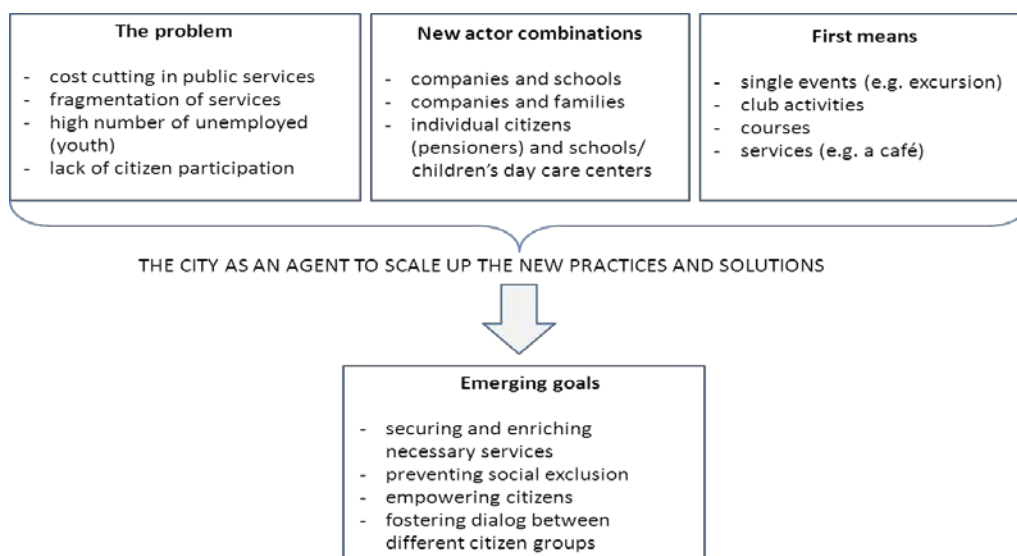 The problem
- cost cutting in public services
- fragmentation of services
- high number of unemployed
(youth)
- lack of citizen participation
New actor combinations
- companies and schools
- companies and families
- individual citizens
(pensioners) and schools/
children's day care centers
First means
- single events (e.g. excursion)
- club activities
- courses
- services (e.g. a café)
THE CITY AS AN AGENT TO SCALE UP THE NEW PRACTICES AND SOLUTIONS
Emerging goals
- securing and enriching
necessary services
- preventing social exclusion
- empowering citizens
- fostering dialog between
different citizen groups